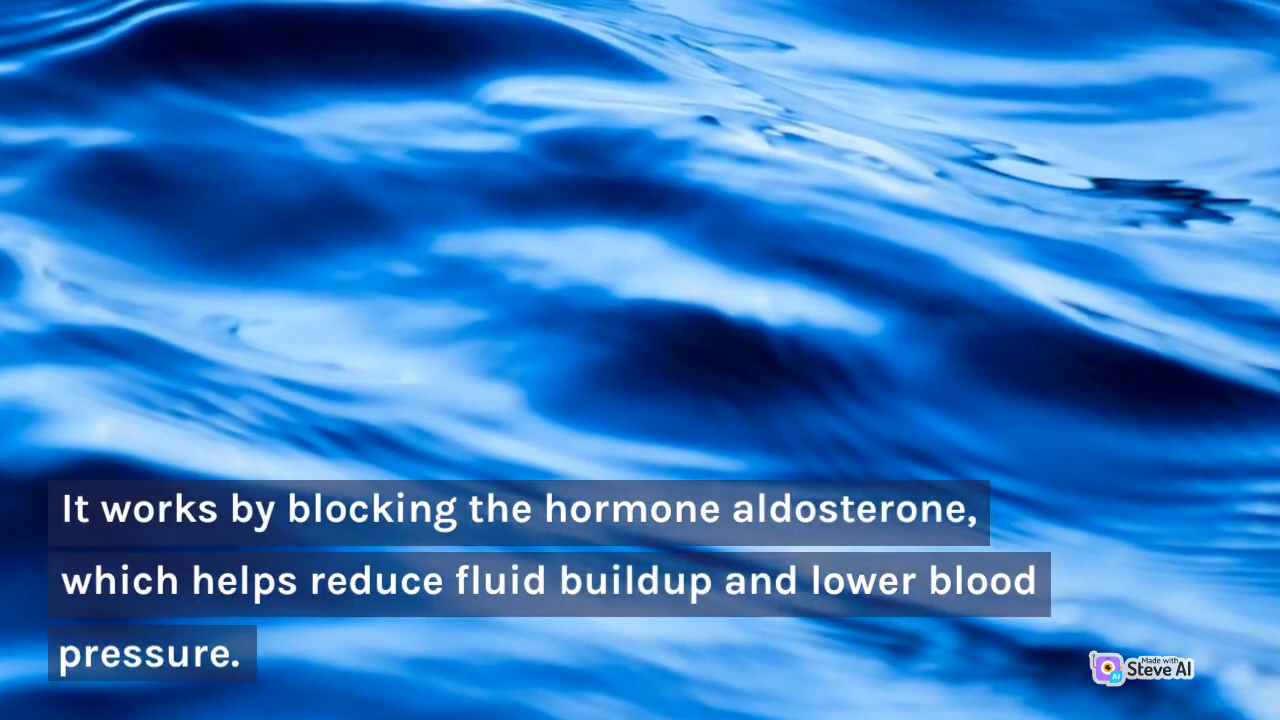 It works by blocking the hormone aldosterone,
which helps reduce fluid buildup and lower blood
pressure.
Made with
Steve AI
AI